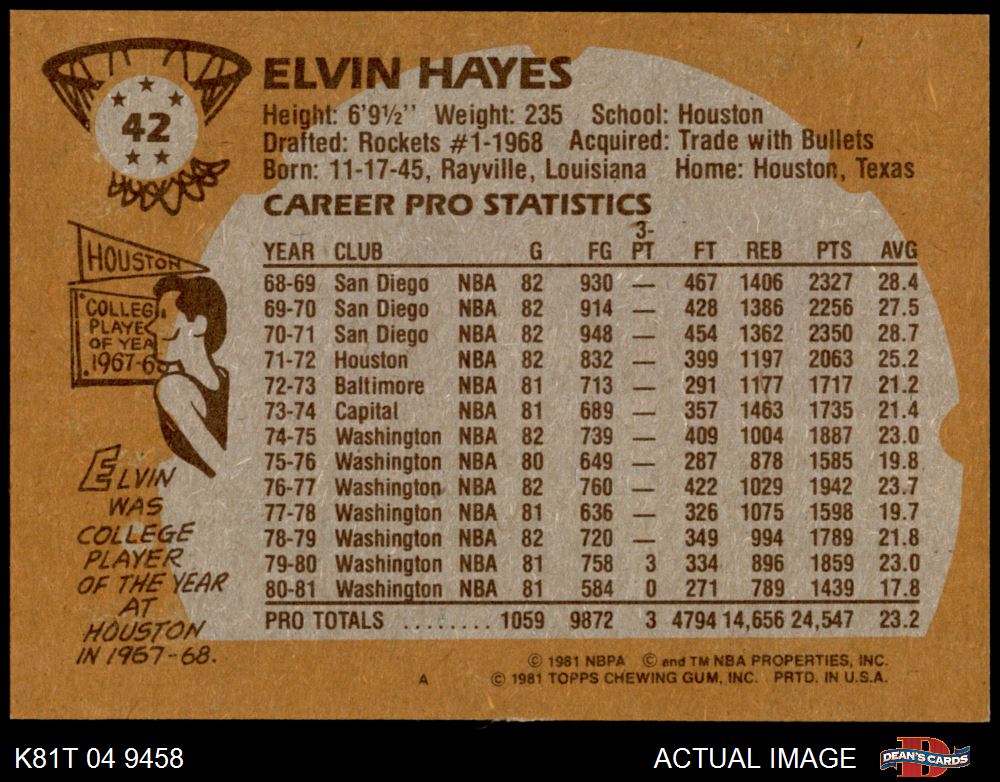 42
ELVIN HAYES
Height: 6'9½'' Weight: 235 School: Houston
Drafted: Rockets #1-1968 Acquired: Trade with Bullets
Born: 11-17-45, Rayville, Louisiana Home: Houston, Texas
CAREER PRO STATISTICS
YEAR CLUB G FG 3-PT FT REB PTS AVG
68-69 San Diego NBA 82 930 — 467 1406 2327 28.4
69-70 San Diego NBA 82 914 — 428 1386 2256 27.5
70-71 San Diego NBA 82 948 — 454 1362 2350 28.7
71-72 Houston NBA 82 832 — 399 1197 2063 25.2
72-73 Baltimore NBA 81 713 — 291 1177 1717 21.2
73-74 Capital NBA 81 689 — 357 1463 1735 21.4
74-75 Washington NBA 82 739 — 409 1004 1887 23.0
75-76 Washington NBA 80 649 — 287 878 1585 19.8
76-77 Washington NBA 82 760 — 422 1029 1942 23.7
77-78 Washington NBA 81 636 — 326 1075 1598 19.7
78-79 Washington NBA 82 720 — 349 994 1789 21.8
79-80 Washington NBA 81 758 3 334 896 1859 23.0
80-81 Washington NBA 81 584 0 271 789 1439 17.8
PRO TOTALS ........ 1059 9872 3 4794 14,656 24,547 23.2
HOUSTON
COLLEG
PLAYE
OF YEA
1967-6
ELVIN
WAS
COLLEGE
PLAYER
OF THE YEAR
AT
HOUSTON
IN 1967-68.
© 1981 NBPA © and TM NBA PROPERTIES, INC.
A © 1981 TOPPS CHEWING GUM, INC. PRTD. IN U.S.A.
K81T 04 9458 ACTUAL IMAGE DEAN'S CARDS